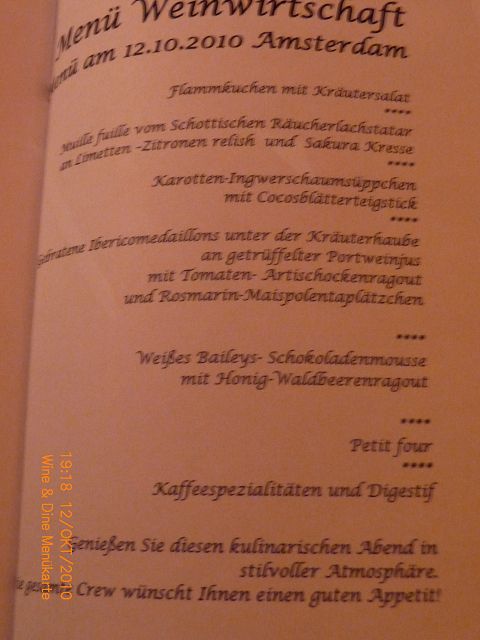 Menü Weinwirtschaft
Menü am 12.10.2010 Amsterdam
Flammkuchen mit Kräutersalat
****
Muille fuille vom Schottischen Räucherlachstatar
an Limetten -Zitronen relish und Sakura Kresse
****
Karotten-Ingwerschaumsüppchen
mit Cocosblätterteigstick
****
Gebratene Ibericomedaillons unter der Kräuterhaube
an getrüffelter Portweinjus
mit Tomaten- Artischockenragout
und Rosmarin-Maispolentaplätzchen
****
Weißes Baileys- Schokoladenmousse
mit Honig-Waldbeerenragout
****
Petit four
****
Kaffeespezialitäten und Digestif
Genießen Sie diesen kulinarischen Abend in
stilvoller Atmosphäre.
Crew wünscht Ihnen einen guten Appetit!
19:18 12/OKT/2010
Wine & Dine Menükarte